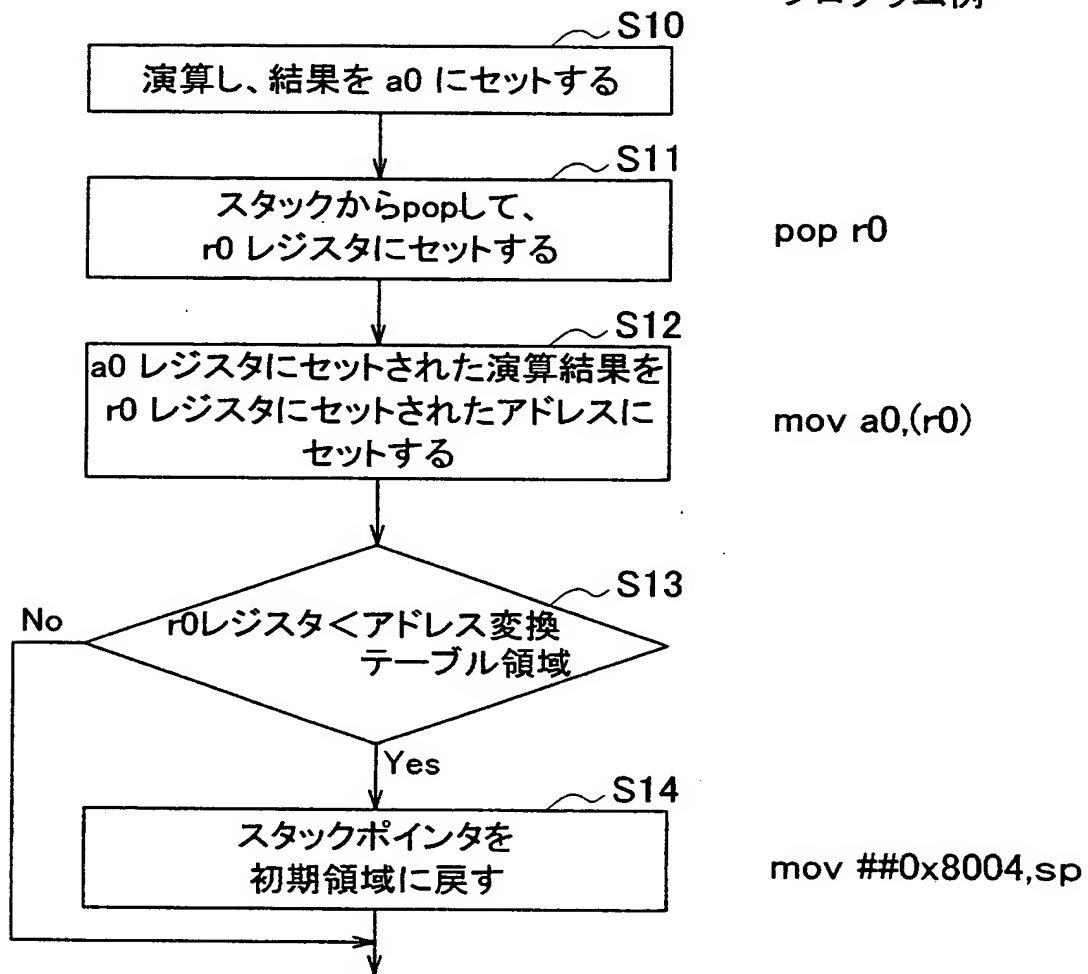 プログラム例
S10
演算し、結果を a0 にセットする
S11
スタックからpopして、
r0 レジスタにセットする
pop r0
S12
a0 レジスタにセットされた演算結果を
r0 レジスタにセットされたアドレスに
セットする
mov a0,(r0)
S13
r0レジスタ<アドレス変換
テーブル領域
No
Yes
S14
スタックポインタを
初期領域に戻す
mov ##0x8004,sp